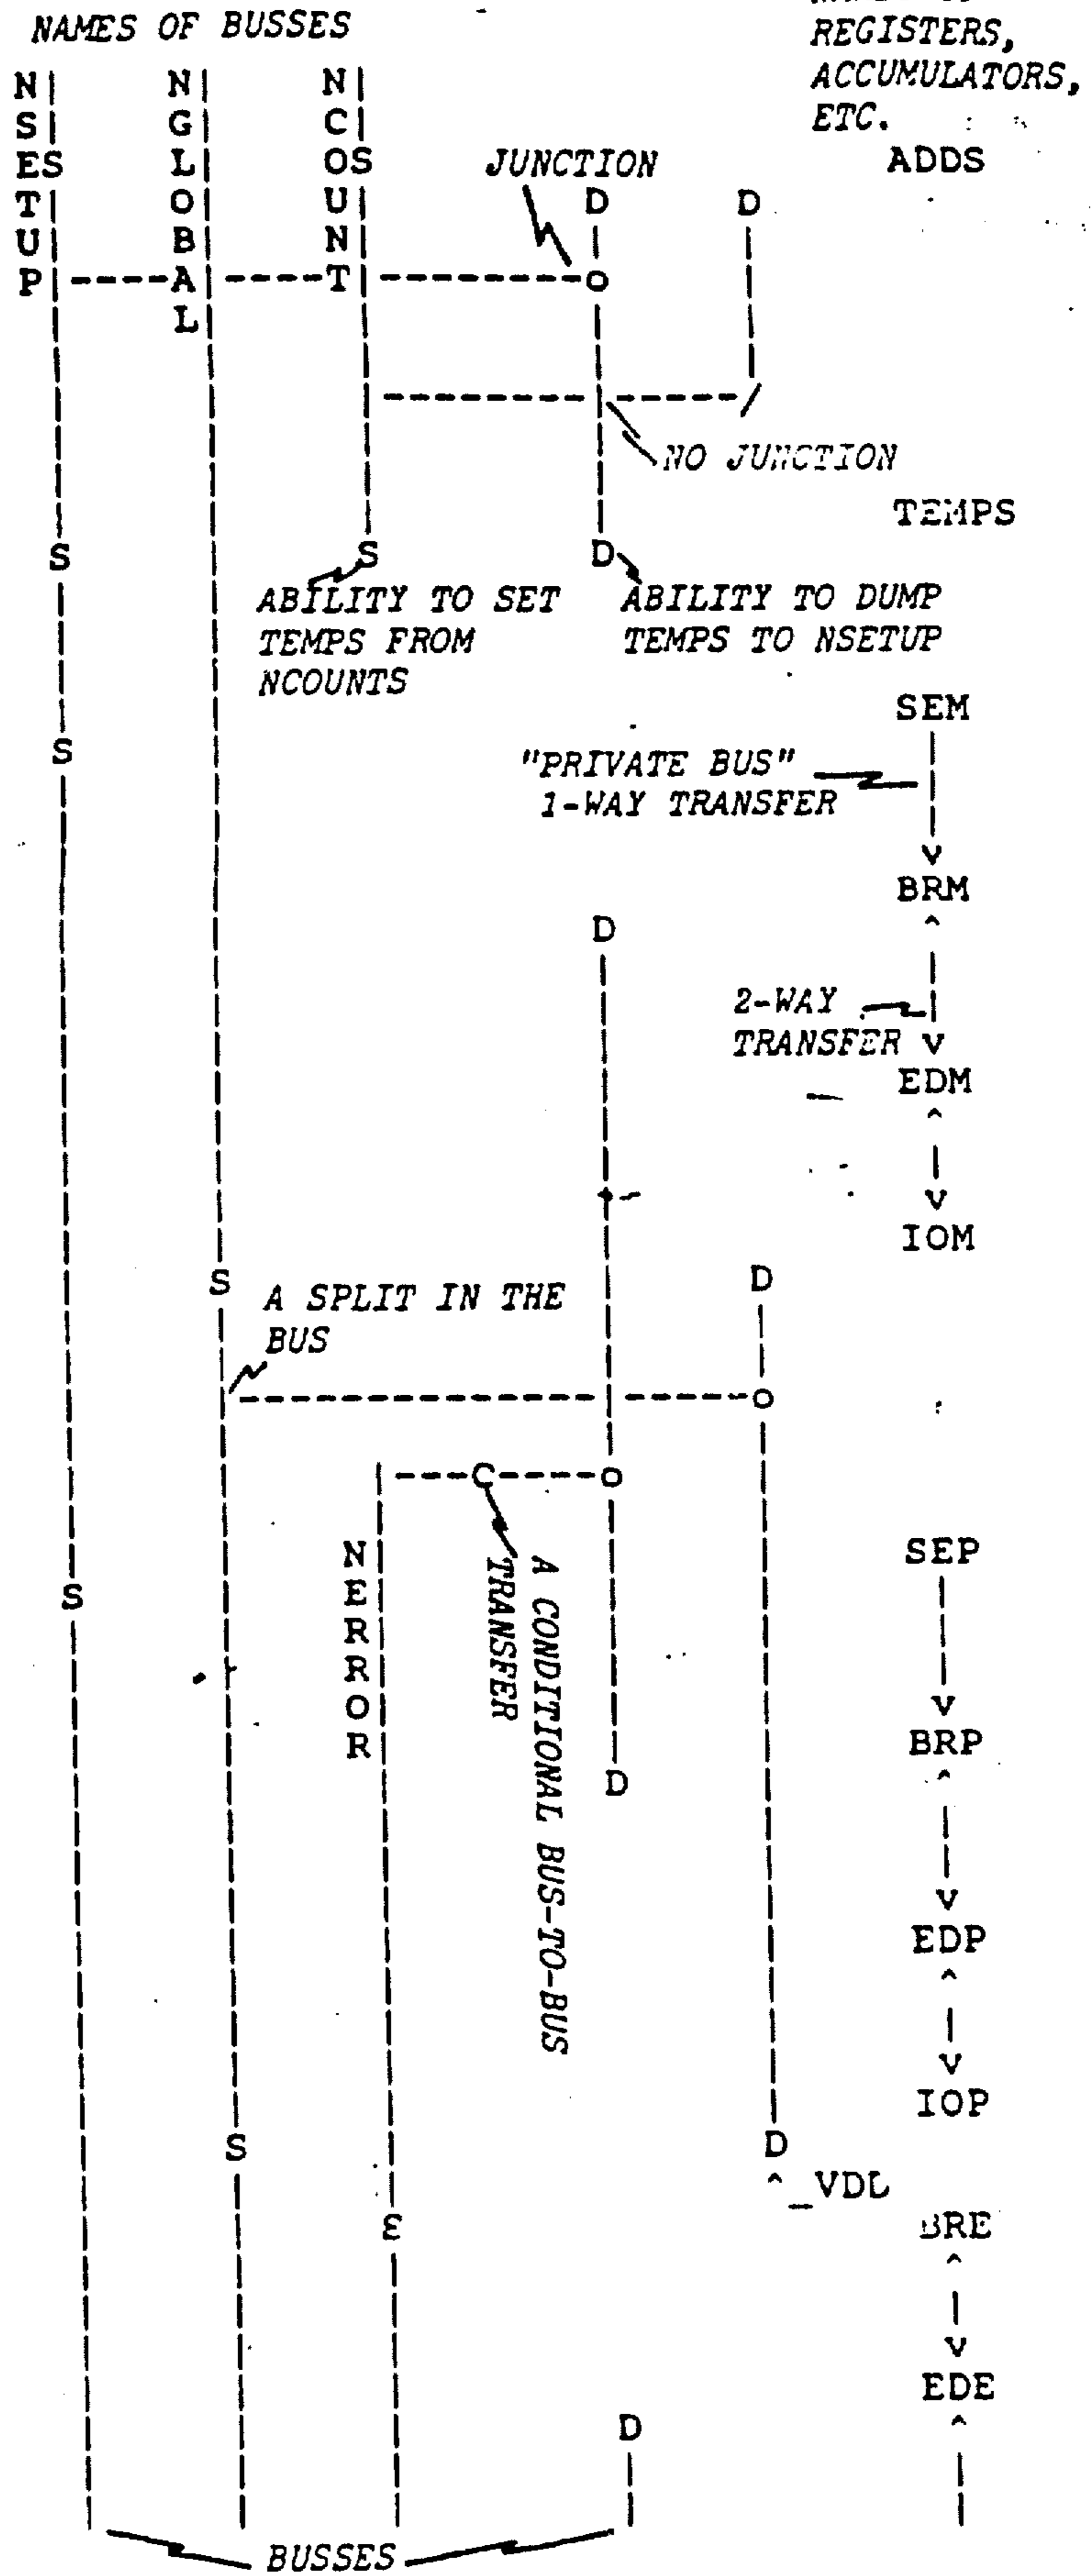 NAMES OF BUSSES
REGISTERS,
ACCUMULATORS,
ETC.
NSETUP
NGLOBAL
NCOUNT
S
S
ADDS
JUNCTION
D
D
o
NO JUNCTION
TEMPS
S
S
D
ABILITY TO SET
TEMPS FROM
NCOUNTS
ABILITY TO DUMP
TEMPS TO NSETUP
SEM
S
"PRIVATE BUS"
1-WAY TRANSFER
V
BRM
^
D
2-WAY
TRANSFER
V
EDM
^
V
IOM
S
D
A SPLIT IN THE
BUS
o
C
o
NERROR
A CONDITIONAL BUS-TO-BUS
TRANSFER
SEP
S
V
BRP
^
D
V
EDP
^
V
IOP
S
D
^_VDL
BRE
^
V
EDE
^
D
BUSSES